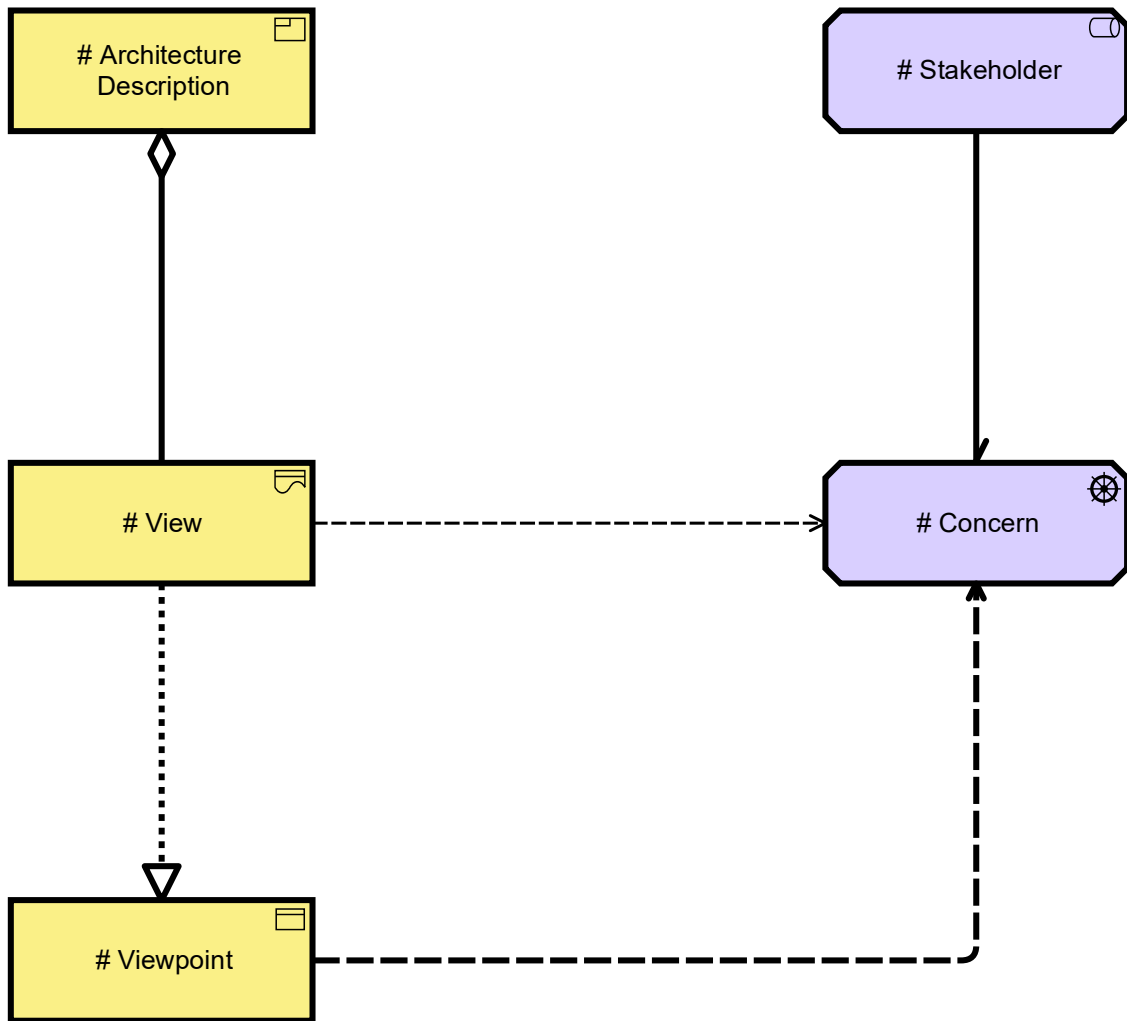 # Architecture
Description
# Stakeholder
# View
# Concern
# Viewpoint